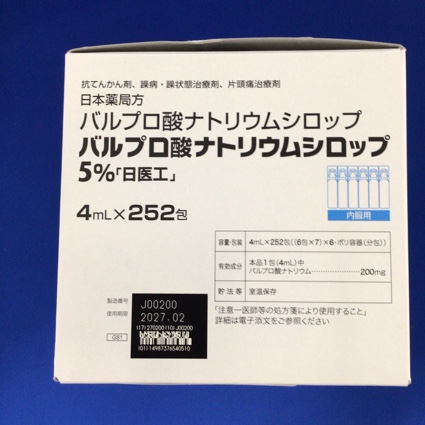 抗てんかん剤、躁病・躁状態治療剤、片頭痛治療剤
日本薬局方
バルプロ酸ナトリウムシロップ
バルプロ酸ナトリウムシロップ
5%「日医工」
4mL×252包
内服用
容量・包装 4mL×252包((6包×7)×6・ポリ容器(分包))
有効成分 本品1包(4mL)中
バルプロ酸ナトリウム…………200mg
貯法等 室温保存
「注意―医師等の処方箋により使用すること」
詳細は電子添文をご参照ください
製造番号 J00200
使用期限 2027.02
(17)270200(10)J00200
GS1
(01)14987376540510